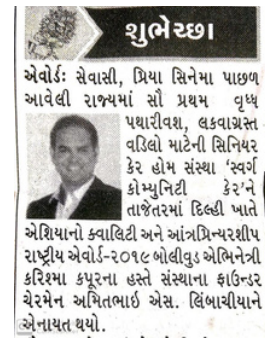 શુભેચ્છા
એવોર્ડઃ સેવાસી, પ્રિયા સિનેમા પાછળ
આવેલી રાજ્યમાં સૌ પ્રથમ વૃધ્ધ
પથારીવશ, લકવાગ્રસ્ત
વડિલો માટેની સિનિયર
કેર હોમ સંસ્થા 'સ્વર્ગ
કોમ્યુનિટી કેર'ને
તાજેતરમાં દિલ્હી ખાતે
એશિયાનો ક્વાલિટી અને આંત્રપ્રિન્યરશીપ
રાષ્ટ્રીય એવોર્ડ-૨૦૧૯ બોલીવુડ એભિનેત્રી
કરિશ્મા કપૂરના હસ્તે સંસ્થાના ફાઉન્ડર
ચેરમેન અમિતભાઈ એસ. લિંબાચીયાને
એનાયત થયો.